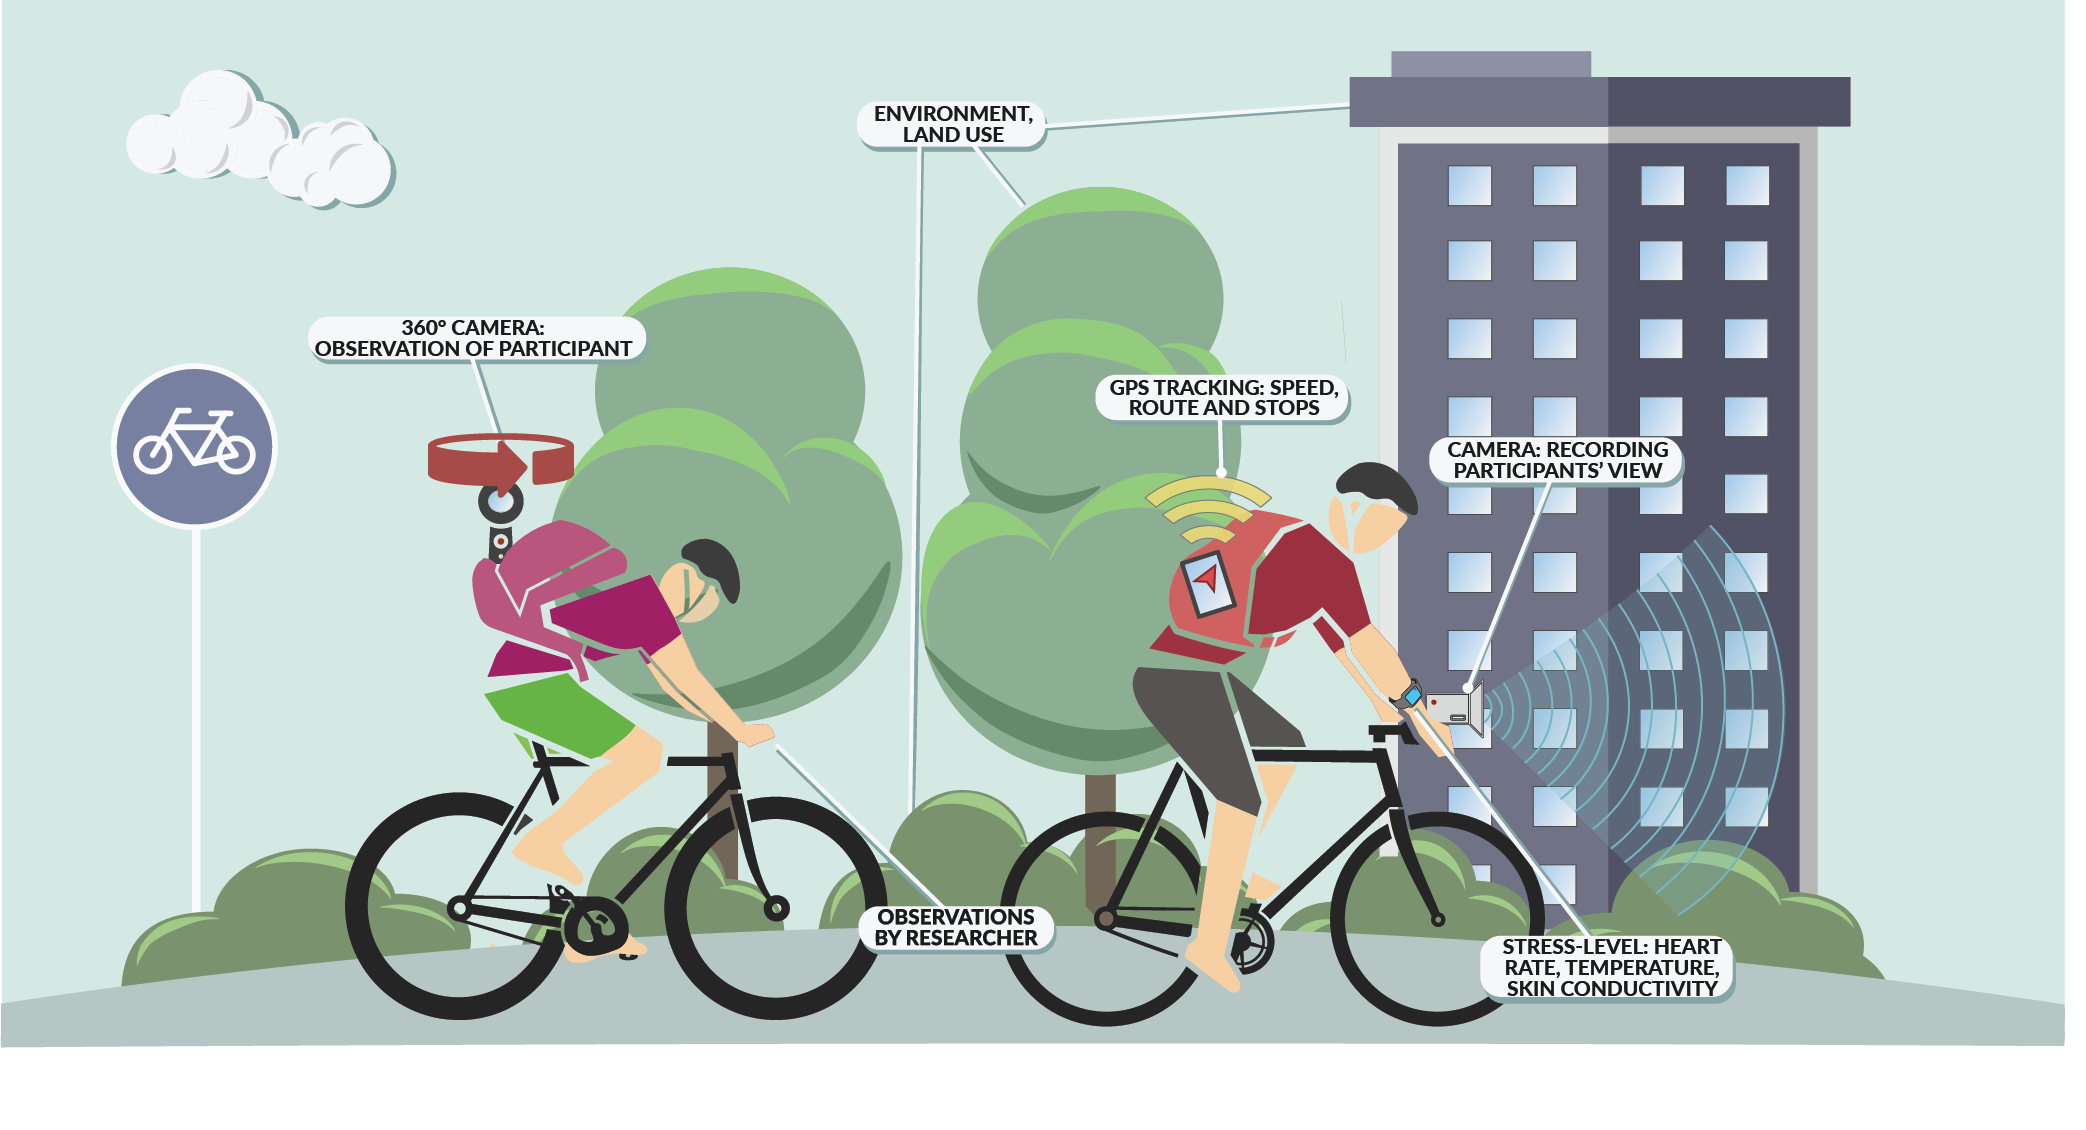 ENVIRONMENT,
LAND USE
360° CAMERA:
OBSERVATION OF PARTICIPANT
GPS TRACKING: SPEED,
ROUTE AND STOPS
CAMERA: RECORDING
PARTICIPANTS’ VIEW
OBSERVATIONS
BY RESEARCHER
STRESS-LEVEL: HEART
RATE, TEMPERATURE,
SKIN CONDUCTIVITY